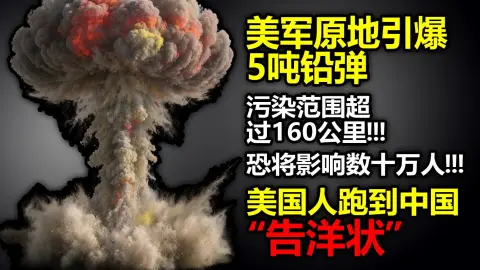 美军原地引爆
5吨铅弹
污染范围超
过160公里!!!
恐将影响数十万人!!!
美国人跑到中国
“告洋状”